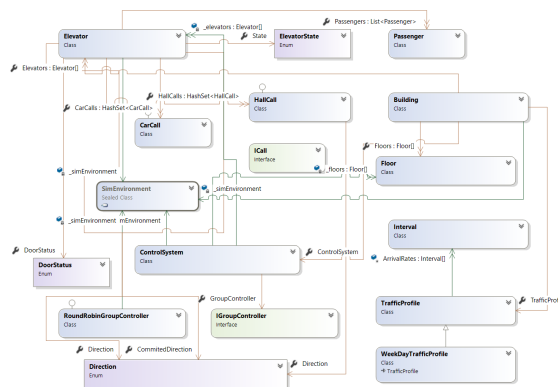 Passengers : List<Passenger>
_elevators : Elevator[]
Elevator
Class
State
ElevatorState
Enum
Passenger
Class
Elevators : Elevator[]
HallCalls : HashSet<HallCall>
CarCalls : HashSet<CarCall>
HallCall
Class
Building
Class
CarCall
Class
ICall
Interface
Floors : Floor[]
_simEnvironment
_floors : Floor[]
Floor
Class
SimEnvironment
Sealed Class
_simEnvironment
_simEnvironment
mEnvironment
Interval
Class
DoorStatus
ControlSystem
Class
ControlSystem
ArrivalRates : Interval[]
DoorStatus
Enum
GroupController
TrafficProf
RoundRobinGroupController
Class
IGroupController
Interface
TrafficProfile
Class
Direction
CommitedDirection
Direction
Direction
Enum
WeekDayTrafficProfile
Class
TrafficProfile